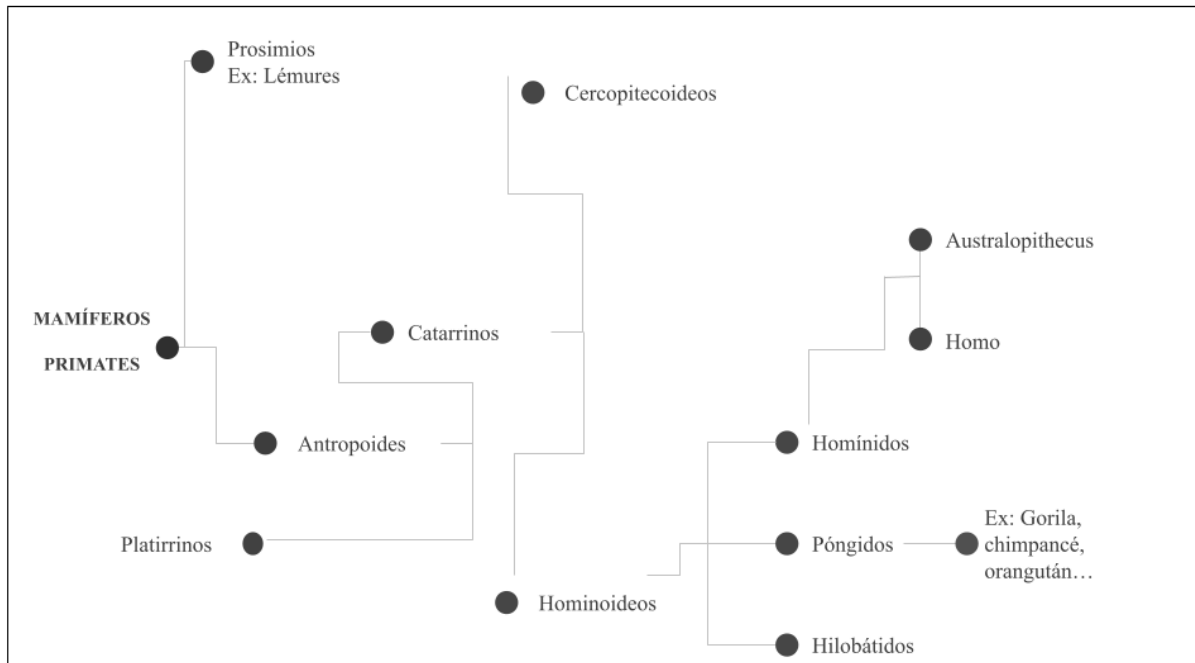 Prosimios
Ex: Lémures
Cercopitecoideos
Australopithecus
MAMÍFEROS
PRIMATES
Catarrinos
Homo
Antropoides
Homínidos
Platirrinos
Póngidos
Ex: Gorila,
chimpancé,
orangután…
Hominoideos
Hilobátidos